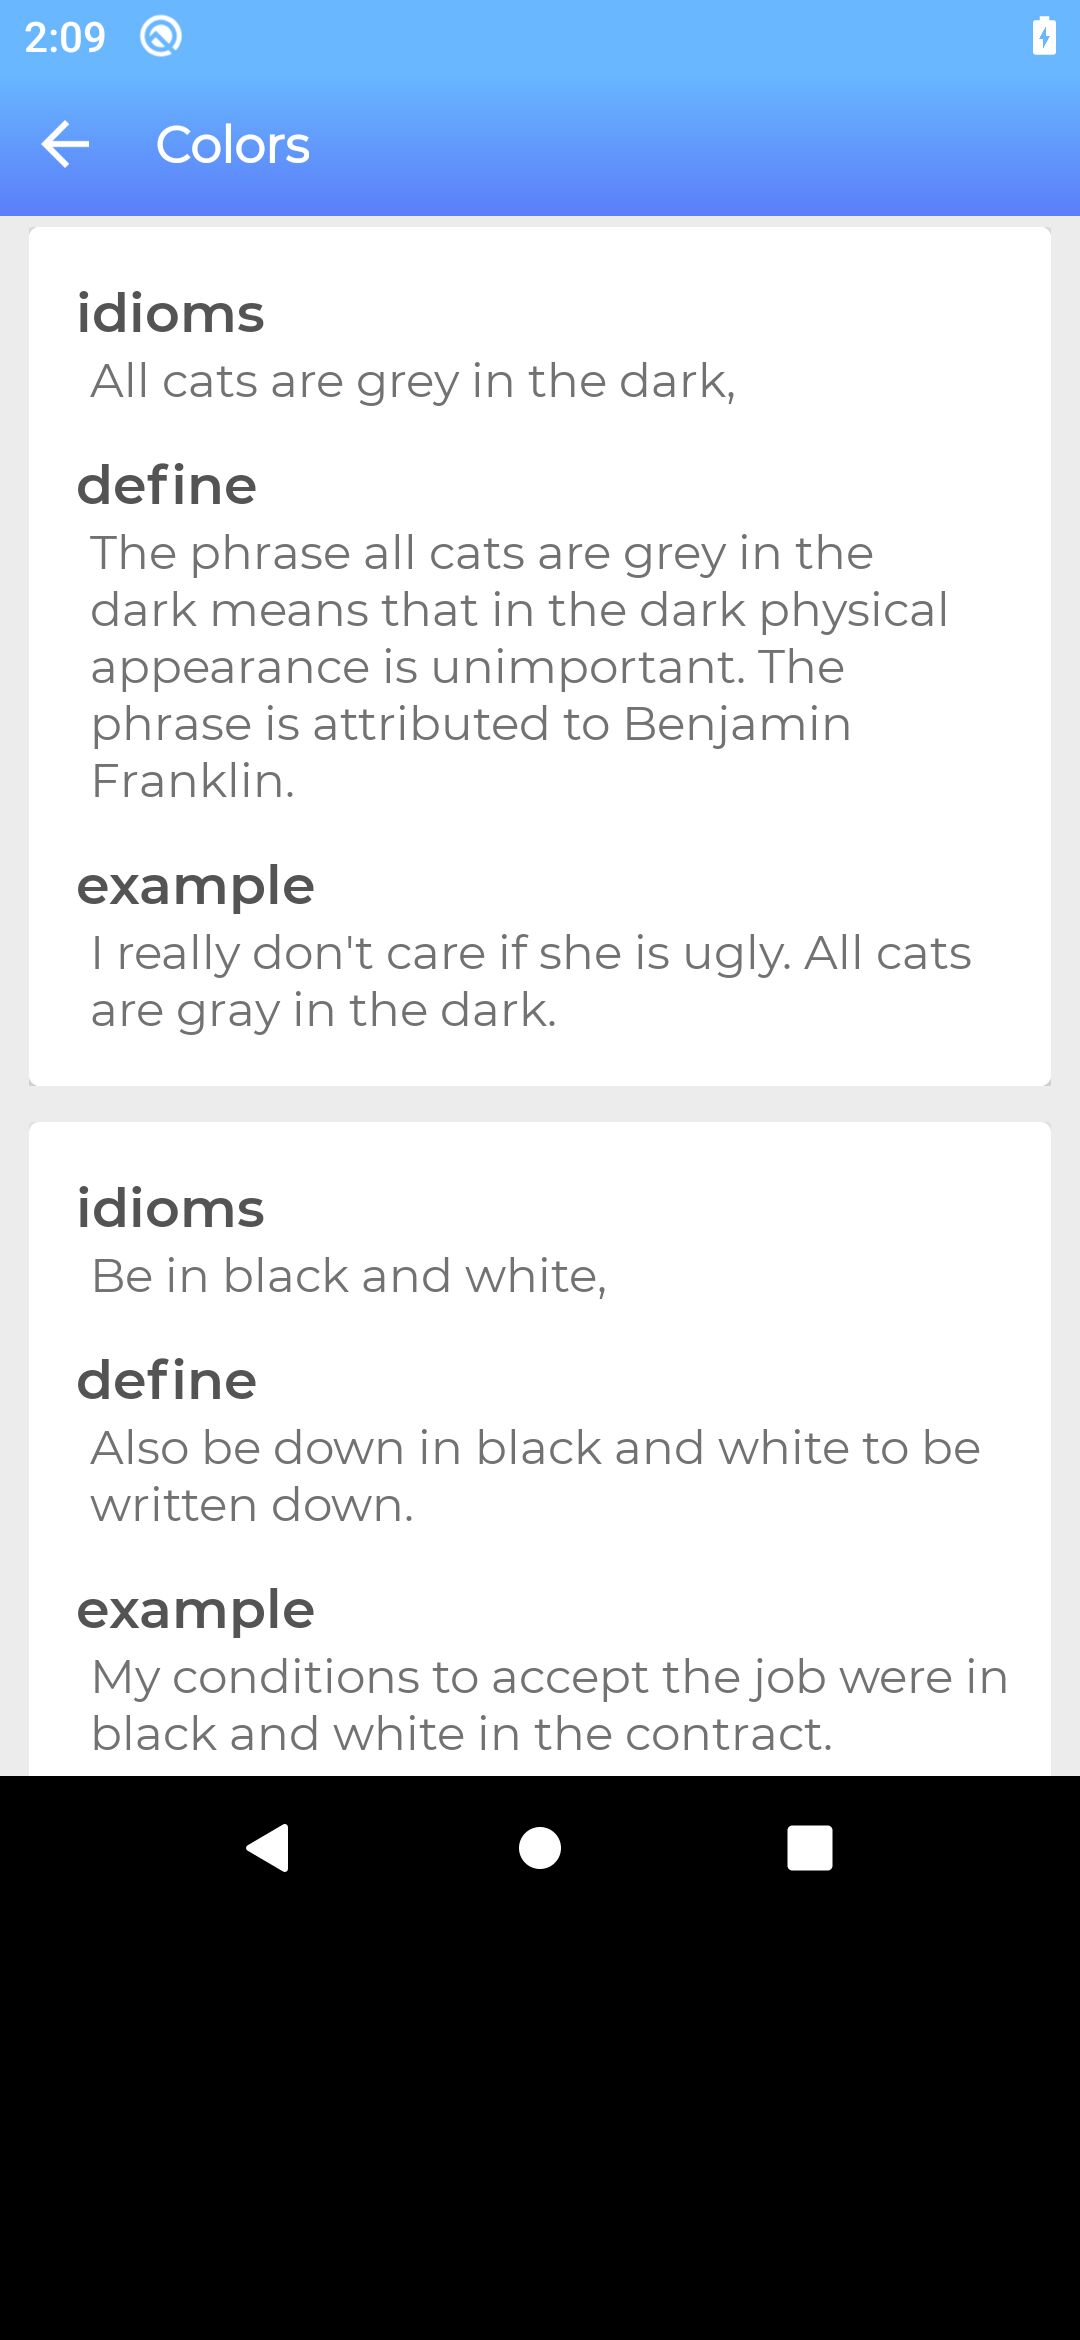 2:09
Colors
idioms
All cats are grey in the dark,
define
The phrase all cats are grey in the
dark means that in the dark physical
appearance is unimportant. The
phrase is attributed to Benjamin
Franklin.
example
I really don't care if she is ugly. All cats
are gray in the dark.
idioms
Be in black and white,
define
Also be down in black and white to be
written down.
example
My conditions to accept the job were in
black and white in the contract.